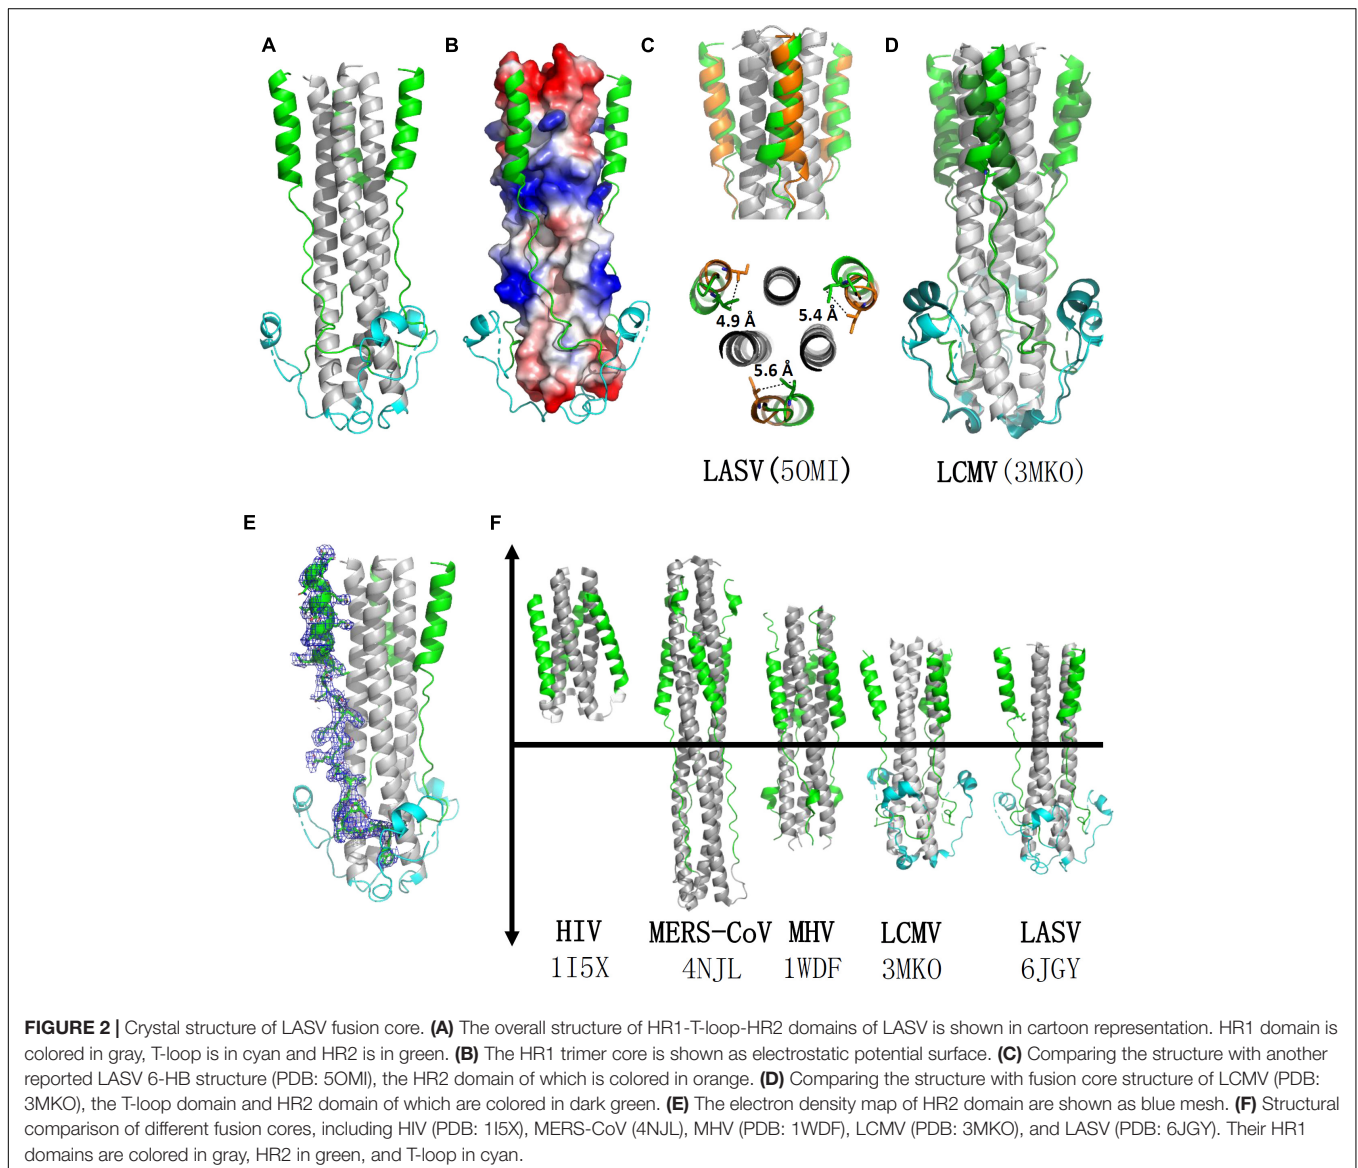 A
B
C
D
4.9 Å
5.4 Å
5.6 Å
LASV(5OMI)
LCMV(3MKO)
E
F
HIV
MERS-CoV
MHV
LCMV
LASV
1I5X
4NJL
1WDF
3MKO
6JGY
FIGURE 2 | Crystal structure of LASV fusion core. (A) The overall structure of HR1-T-loop-HR2 domains of LASV is shown in cartoon representation. HR1 domain is
colored in gray, T-loop is in cyan and HR2 is in green. (B) The HR1 trimer core is shown as electrostatic potential surface. (C) Comparing the structure with another
reported LASV 6-HB structure (PDB: 5OMI), the HR2 domain of which is colored in orange. (D) Comparing the structure with fusion core structure of LCMV (PDB:
3MKO), the T-loop domain and HR2 domain of which are colored in dark green. (E) The electron density map of HR2 domain are shown as blue mesh. (F) Structural
comparison of different fusion cores, including HIV (PDB: 1I5X), MERS-CoV (4NJL), MHV (PDB: 1WDF), LCMV (PDB: 3MKO), and LASV (PDB: 6JGY). Their HR1
domains are colored in gray, HR2 in green, and T-loop in cyan.